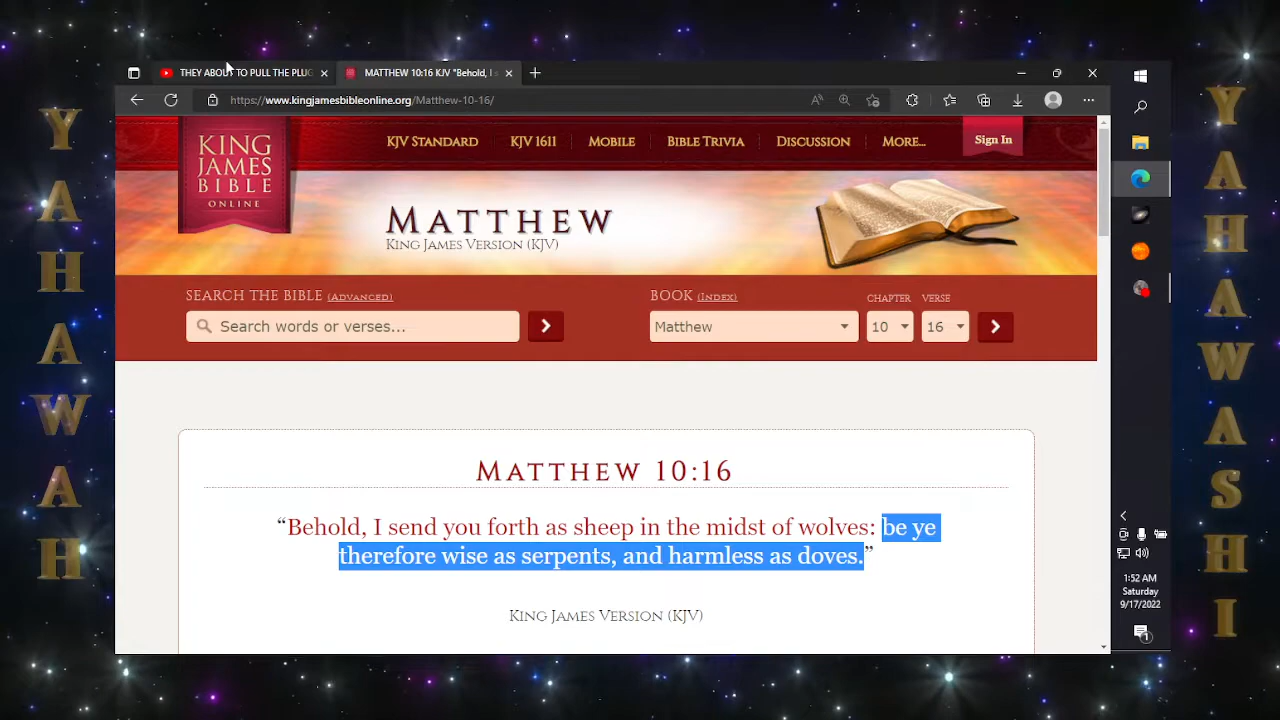 YAHAWAH
THEY ABOUT TO PULL THE PLUG
MATTHEW 10:16 KJV "Behold, I s
https://www.kingjamesbibleonline.org/Matthew-10-16/
KING
JAMES
BIBLE
ONLINE
KJV STANDARD
KJV 1611
MOBILE
BIBLE TRIVIA
DISCUSSION
MORE...
Sign In
MATTHEW
KING JAMES VERSION (KJV)
SEARCH THE BIBLE (ADVANCED)
Search words or verses...
BOOK (INDEX)
Matthew
CHAPTER
10
VERSE
16
MATTHEW 10:16
“Behold, I send you forth as sheep in the midst of wolves: be ye
therefore wise as serpents, and harmless as doves.”
KING JAMES VERSION (KJV)
1:52 AM
Saturday
9/17/2022
1
YAHAWASHI